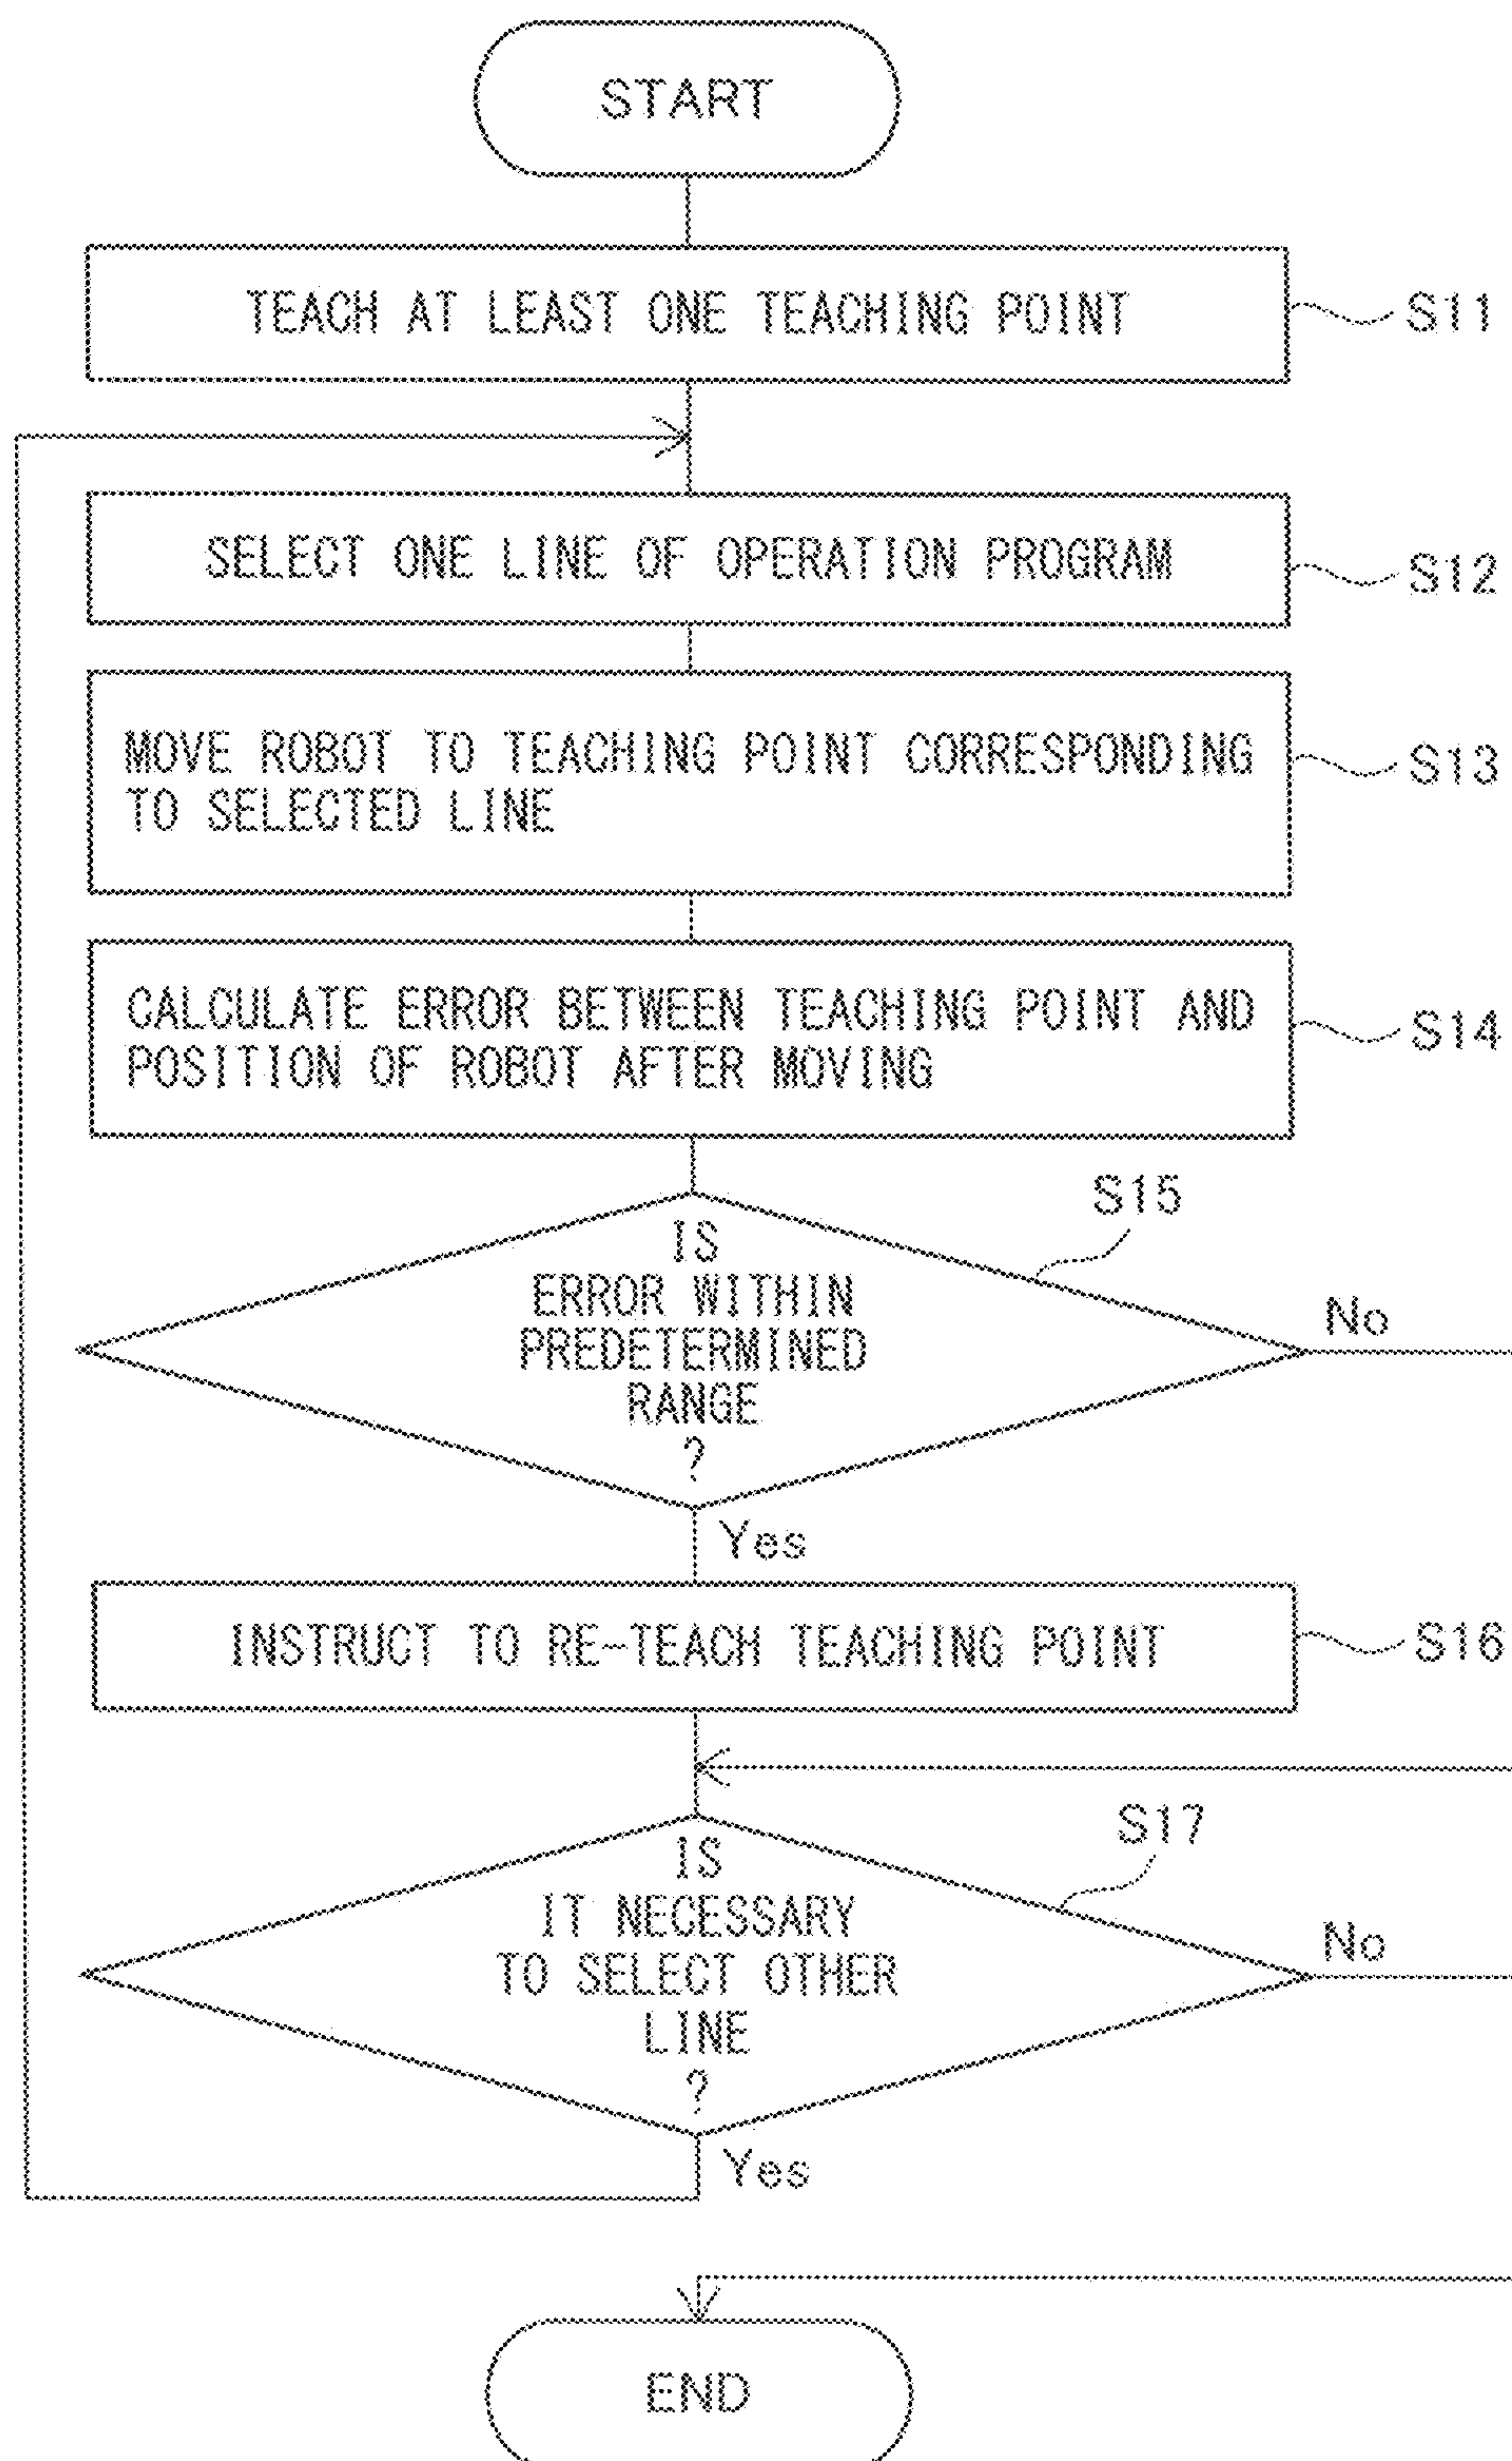 START
TEACH AT LEAST ONE TEACHING POINT
S11
SELECT ONE LINE OF OPERATION PROGRAM
S12
MOVE ROBOT TO TEACHING POINT CORRESPONDING
TO SELECTED LINE
S13
CALCULATE ERROR BETWEEN TEACHING POINT AND
POSITION OF ROBOT AFTER MOVING
S14
S15
IS
ERROR WITHIN
PREDETERMINED
RANGE
?
No
Yes
INSTRUCT TO RE-TEACH TEACHING POINT
S16
S17
IS
IT NECESSARY
TO SELECT OTHER
LINE
?
No
Yes
END